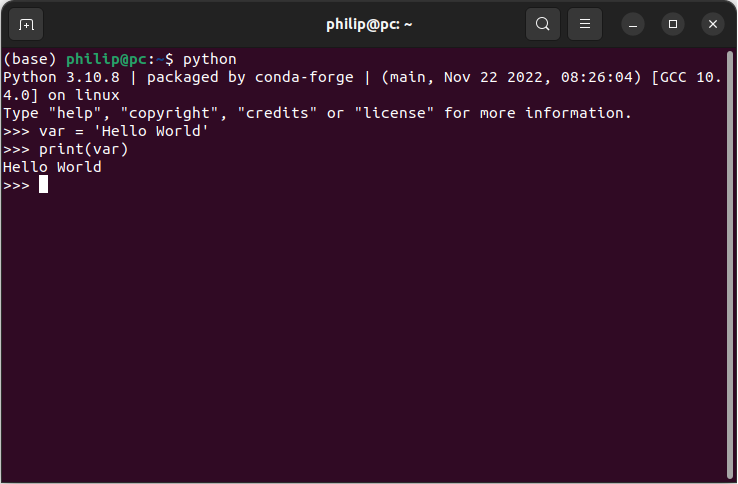 philip@pc: ~
(base) philip@pc:~$ python
Python 3.10.8 | packaged by conda-forge | (main, Nov 22 2022, 08:26:04) [GCC 10.
4.0] on linux
Type "help", "copyright", "credits" or "license" for more information.
>>> var = 'Hello World'
>>> print(var)
Hello World
>>>